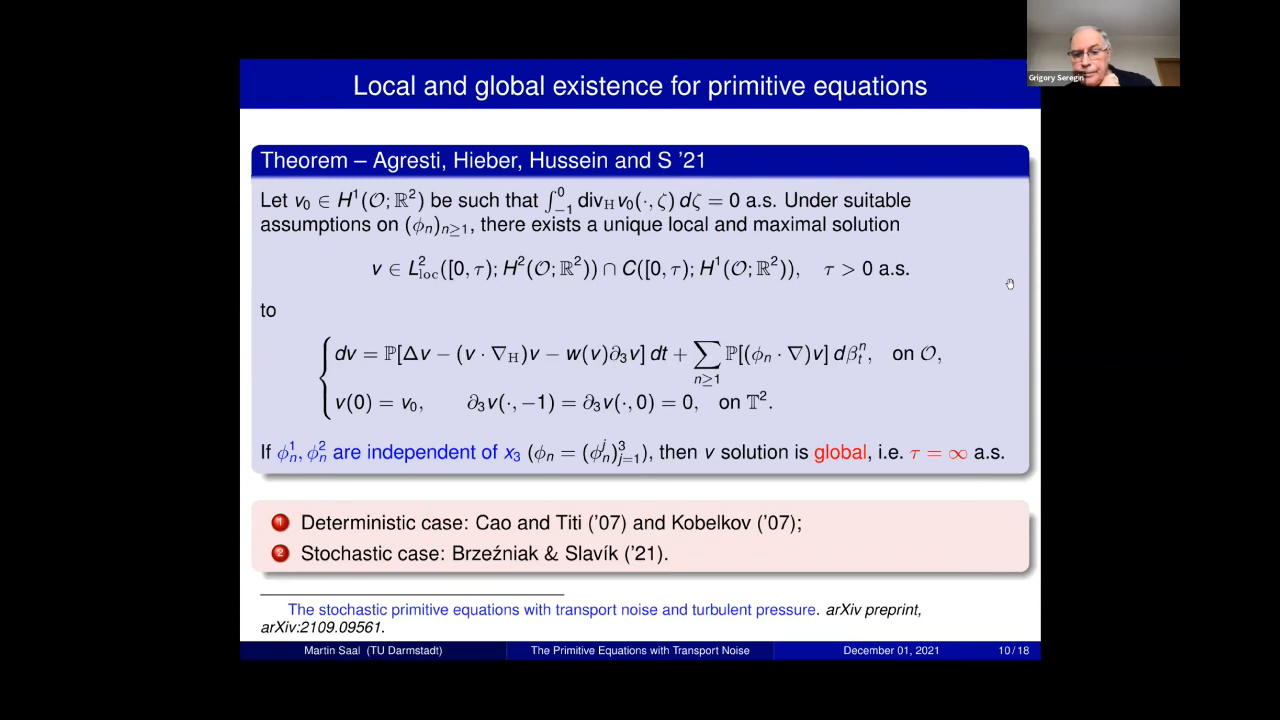 Grigory Seregin
Local and global existence for primitive equations
Theorem – Agresti, Hieber, Hussein and S '21
Let v₀ ∈ H¹(𝒪; ℝ²) be such that ∫₋₁⁰ div_H v₀(·, ζ) dζ = 0 a.s. Under suitable
assumptions on (ϕₙ)ₙ≥₁, there exists a unique local and maximal solution
v ∈ L²_loc([0, τ); H²(𝒪; ℝ²)) ∩ C([0, τ); H¹(𝒪; ℝ²)), τ > 0 a.s.
to
dv = ℙ[Δv − (v · ∇_H)v − w(v)∂₃v] dt + ∑_{n≥1} ℙ[(ϕₙ · ∇)v] dβₜⁿ, on 𝒪,
v(0) = v₀, ∂₃v(·, −1) = ∂₃v(·, 0) = 0, on 𝕋².
If ϕₙ¹, ϕₙ² are independent of x₃ (ϕₙ = (ϕₙʲ)³ⱼ₌₁), then v solution is global, i.e. τ = ∞ a.s.
1 Deterministic case: Cao and Titi ('07) and Kobelkov ('07);
2 Stochastic case: Brzeźniak & Slavík ('21).
The stochastic primitive equations with transport noise and turbulent pressure. arXiv preprint,
arXiv:2109.09561.
Martin Saal (TU Darmstadt) The Primitive Equations with Transport Noise December 01, 2021 10 / 18